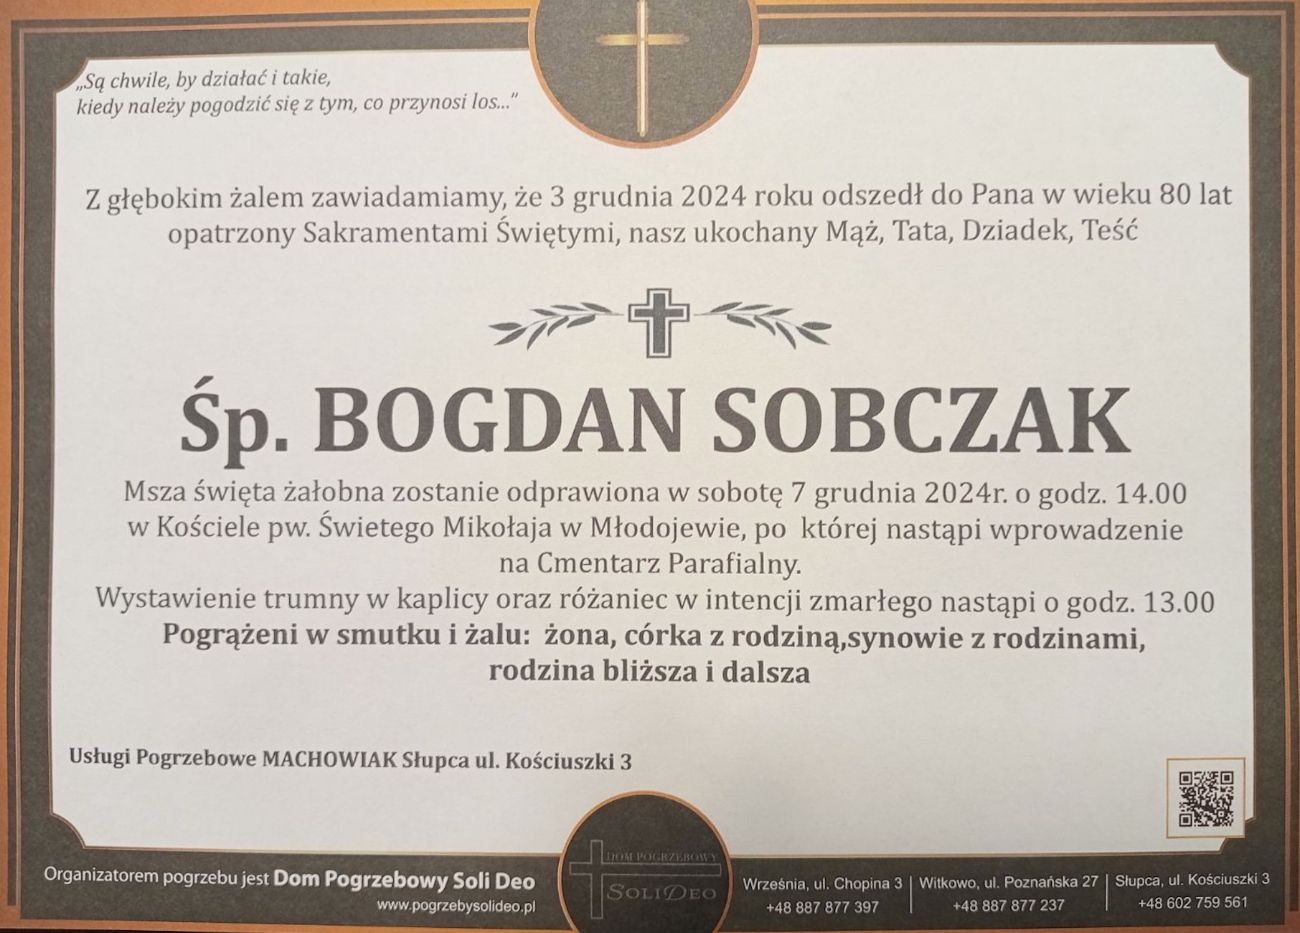 „Są chwile, by działać i takie,
kiedy należy pogodzić się z tym, co przynosi los..."
Z głębokim żalem zawiadamiamy, że 3 grudnia 2024 roku odszedł do Pana w wieku 80 lat
opatrzony Sakramentami Świętymi, nasz ukochany Mąż, Tata, Dziadek, Teść
Śp. BOGDAN SOBCZAK
Msza święta żałobna zostanie odprawiona w sobotę 7 grudnia 2024r. o godz. 14.00
w Kościele pw. Świetego Mikołaja w Młodojewie, po której nastąpi wprowadzenie
na Cmentarz Parafialny.
Wystawienie trumny w kaplicy oraz różaniec w intencji zmarłego nastąpi o godz. 13.00
Pogrążeni w smutku i żalu: żona, córka z rodziną,synowie z rodzinami,
rodzina bliższa i dalsza
Usługi Pogrzebowe MACHOWIAK Słupca ul. Kościuszki 3
Organizatorem pogrzebu jest Dom Pogrzebowy Soli Deo
www.pogrzebysolideo.pl
DOM POGRZEBOWY
SOLI DEO
Września, ul. Chopina 3
+48 887 877 397
Witkowo, ul. Poznańska 27
+48 887 877 237
Słupca, ul. Kościuszki 3
+48 602 759 561